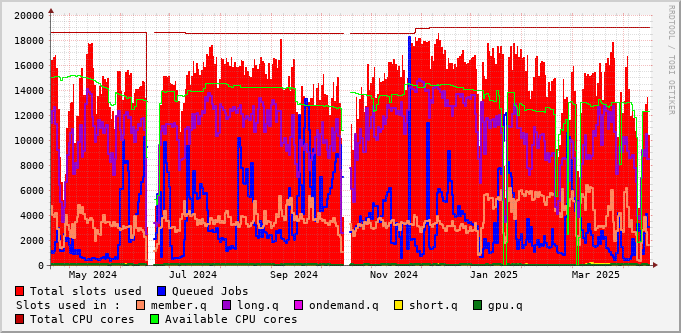 20000
18000
16000
14000
12000
10000
8000
6000
4000
2000
0
May 2024 Jul 2024 Sep 2024 Nov 2024 Jan 2025 Mar 2025
Total slots used Queued Jobs
Slots used in : member.q long.q ondemand.q short.q gpu.q
Total CPU cores Available CPU cores
RRDTOOL / TOBI OETIKER